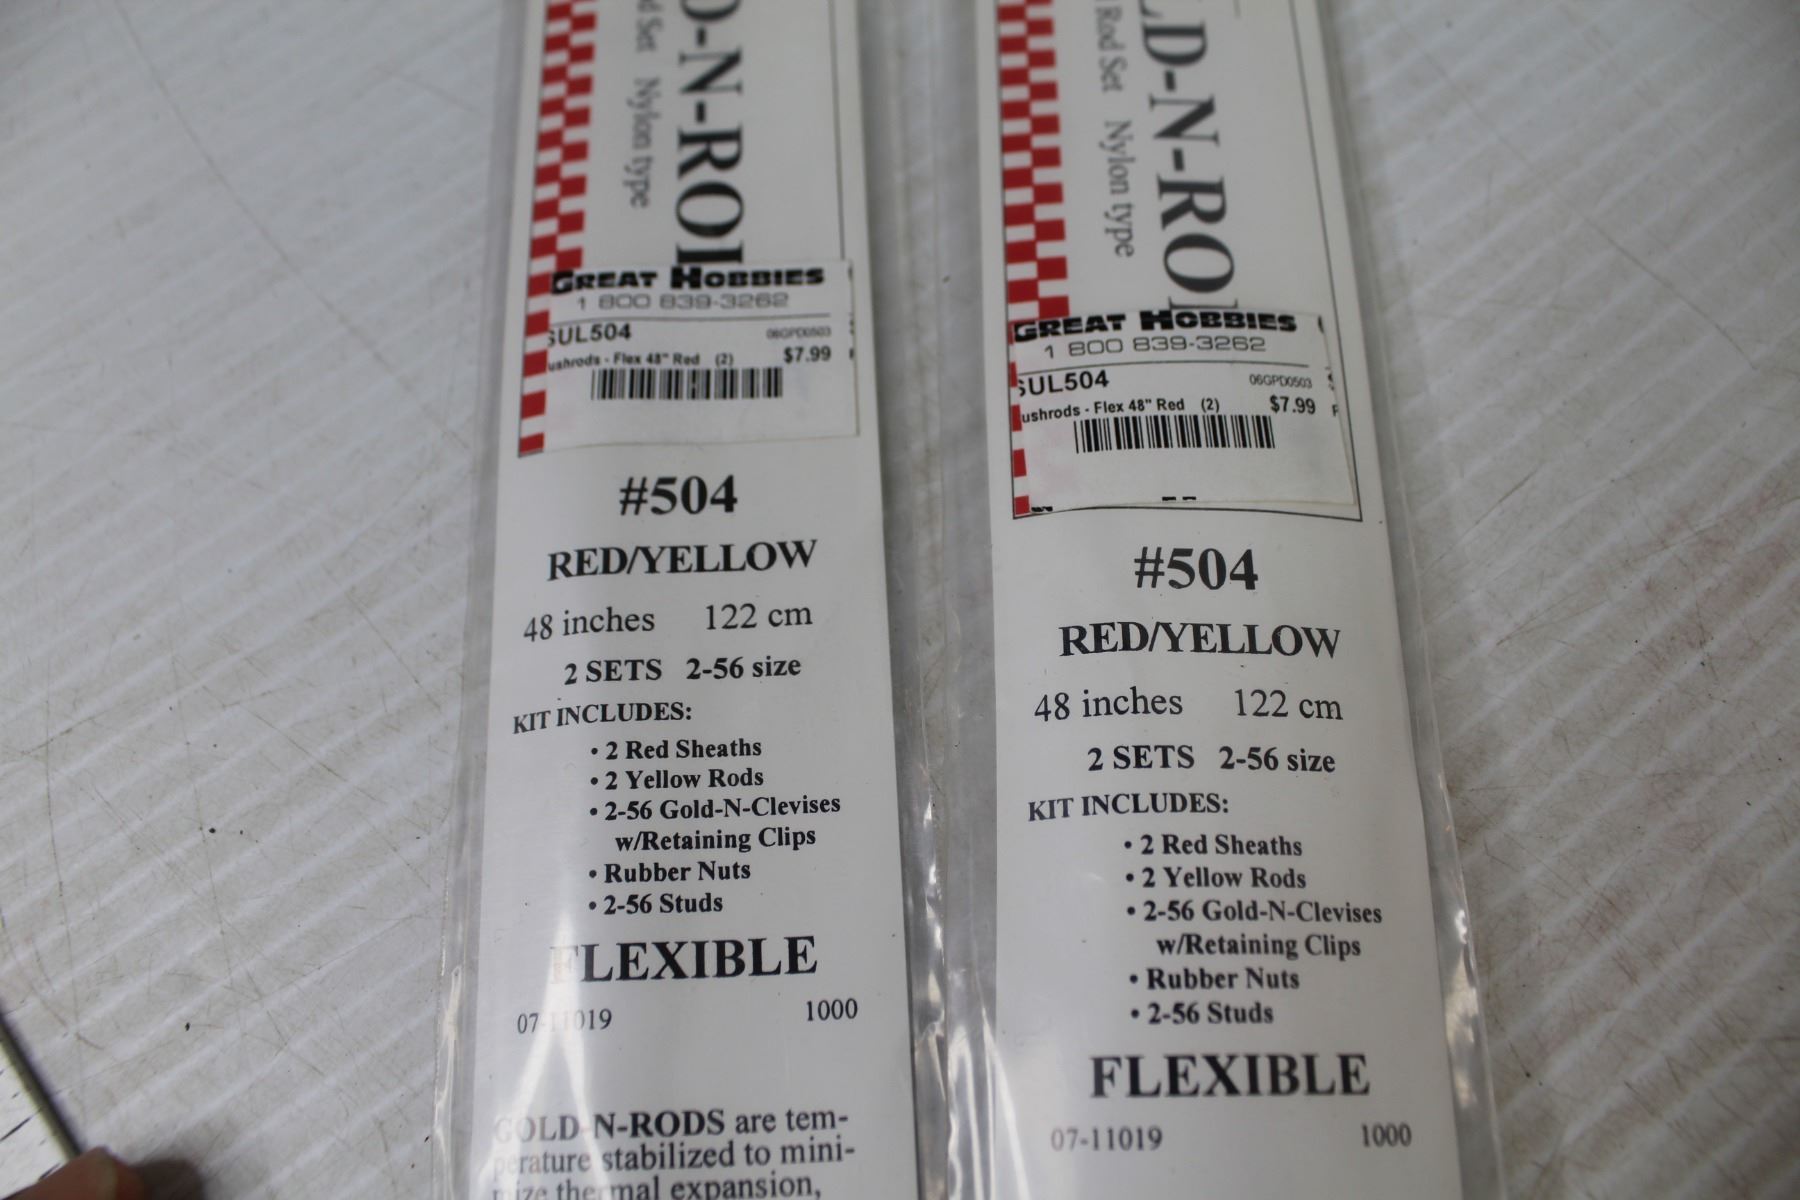 D-N-ROD
d Set Nylon type
GREAT HOBBIES
1 800 839-3262
SUL504 06GPD0503
ushrods - Flex 48" Red (2) $7.99
#504
RED/YELLOW
48 inches 122 cm
2 SETS 2-56 size
KIT INCLUDES:
• 2 Red Sheaths
• 2 Yellow Rods
• 2-56 Gold-N-Clevises
w/Retaining Clips
• Rubber Nuts
• 2-56 Studs
FLEXIBLE
07-11019 1000
GOLD-N-RODS are tem-
perature stabilized to mini-
mize thermal expansion,
LD-N-ROD
Rod Set Nylon type
GREAT HOBBIES
1 800 839-3262
SUL504 06GPD0503
ushrods - Flex 48" Red (2) $7.99
#504
RED/YELLOW
48 inches 122 cm
2 SETS 2-56 size
KIT INCLUDES:
• 2 Red Sheaths
• 2 Yellow Rods
• 2-56 Gold-N-Clevises
w/Retaining Clips
• Rubber Nuts
• 2-56 Studs
FLEXIBLE
07-11019 1000